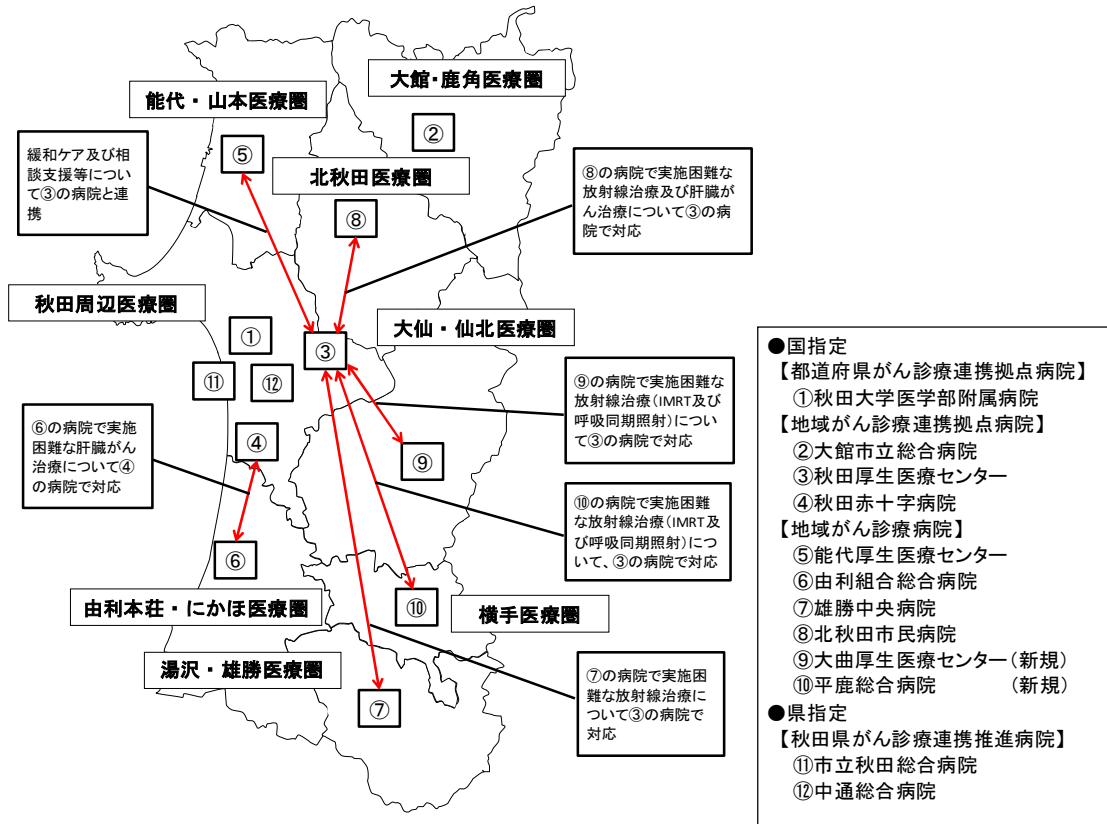 大館・鹿角医療圏
能代・山本医療圏
②
⑤
緩和ケア及び相
談支援等につい
て③の病院と連
携
北秋田医療圏
⑧
⑧の病院で実施困難な
放射線治療及び肝臓が
ん治療について③の病
院で対応
秋田周辺医療圏
大仙・仙北医療圏
①
③
⑪
⑫
⑨の病院で実施困難な
放射線治療(IMRT及び
呼吸同期照射)につい
て③の病院で対応
⑥の病院で実施
困難な肝臓がん
治療について④
の病院で対応
④
⑨
⑩の病院で実施困難
な放射線治療(IMRT及
び呼吸同期照射)につ
いて、③の病院で対応
⑥
由利本荘・にかほ医療圏
⑩
横手医療圏
湯沢・雄勝医療圏
⑦
⑦の病院で実施困
難な放射線治療に
ついて③の病院で
対応
●国指定
【都道府県がん診療連携拠点病院】
①秋田大学医学部附属病院
【地域がん診療連携拠点病院】
②大館市立総合病院
③秋田厚生医療センター
④秋田赤十字病院
【地域がん診療病院】
⑤能代厚生医療センター
⑥由利組合総合病院
⑦雄勝中央病院
⑧北秋田市民病院
⑨大曲厚生医療センター(新規)
⑩平鹿総合病院 (新規)
●県指定
【秋田県がん診療連携推進病院】
⑪市立秋田総合病院
⑫中通総合病院